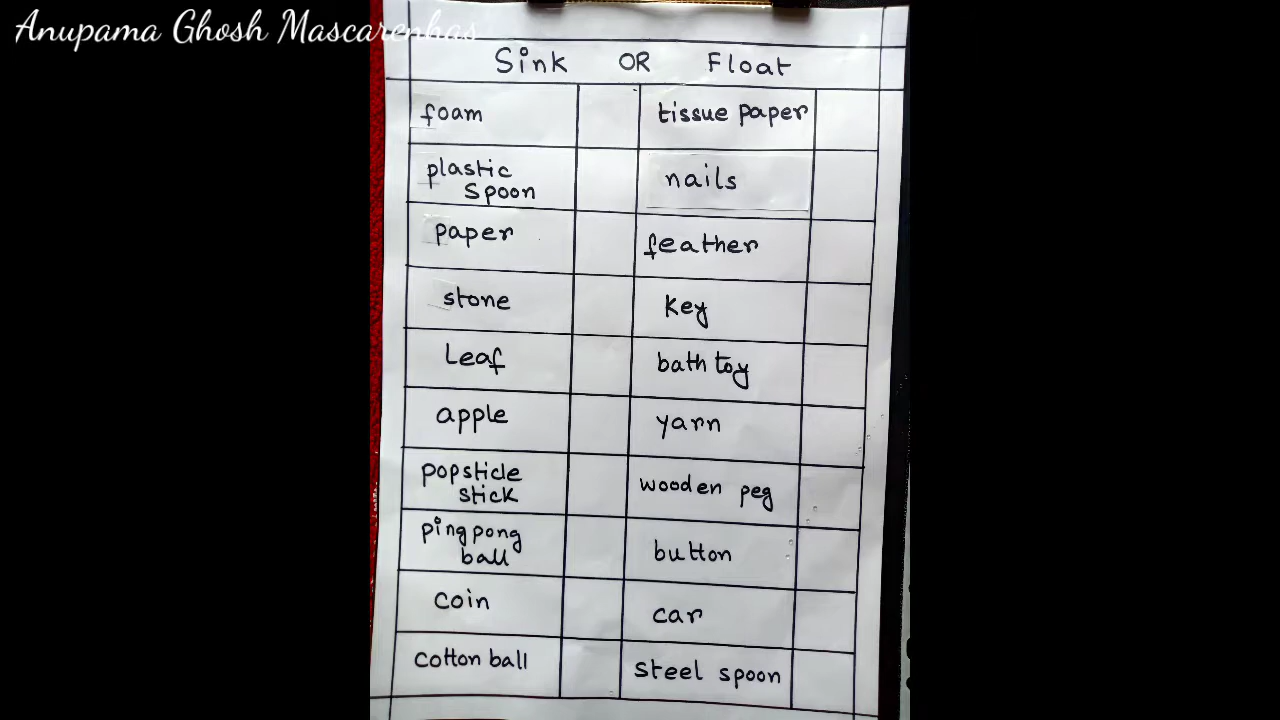 Anupama Ghosh Mascarenhas
Sink OR Float
foam tissue paper
plastic
spoon nails
paper feather
stone key
Leaf bath toy
apple yarn
popsticle
stick wooden peg
ping pong
ball button
coin car
cotton ball steel spoon